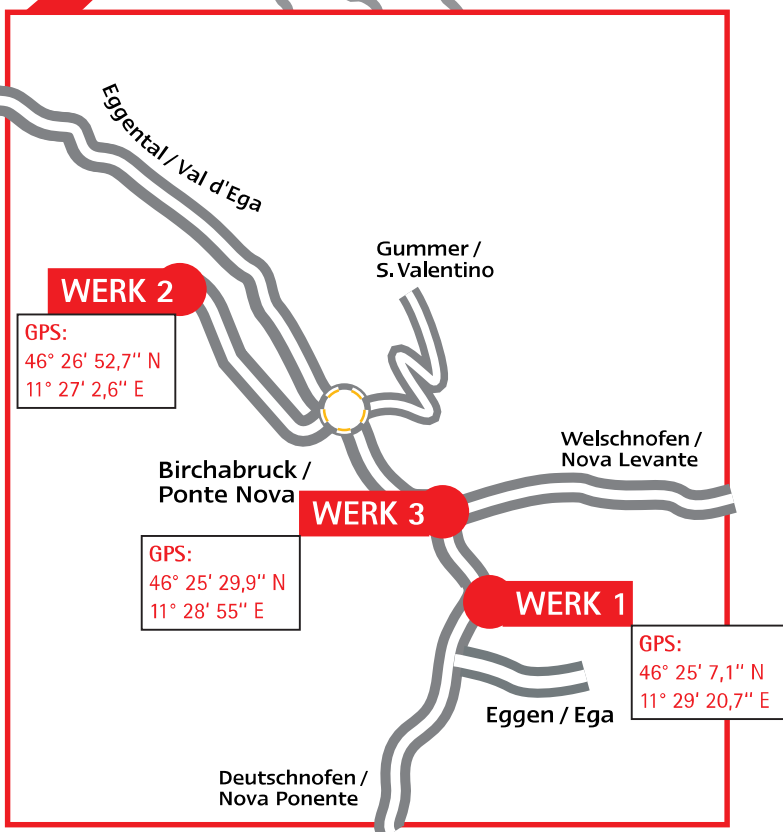 Eggental / Val d'Ega
Gummer /
S. Valentino
WERK 2
GPS:
46° 26' 52,7'' N
11° 27' 2,6'' E
Welschnofen /
Nova Levante
Birchabruck /
Ponte Nova
WERK 3
GPS:
46° 25' 29,9'' N
11° 28' 55'' E
WERK 1
GPS:
46° 25' 7,1'' N
11° 29' 20,7'' E
Eggen / Ega
Deutschnofen /
Nova Ponente